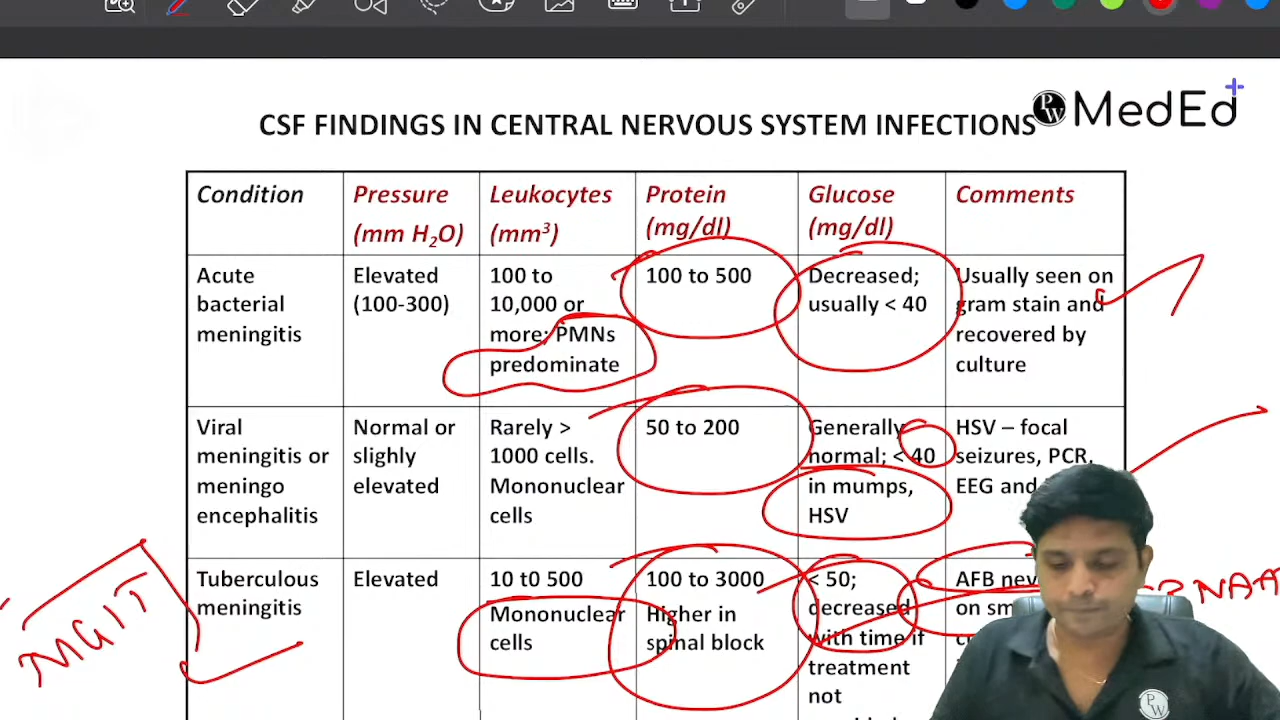 CSF FINDINGS IN CENTRAL NERVOUS SYSTEM INFECTIONS
PW MedEd+
Condition
Pressure
(mm H2O)
Leukocytes
(mm³)
Protein
(mg/dl)
Glucose
(mg/dl)
Comments
Acute
bacterial
meningitis
Elevated
(100-300)
100 to
10,000 or
more; PMNs
predominate
100 to 500
Decreased;
usually < 40
Usually seen on
gram stain and
recovered by
culture
Viral
meningitis or
meningo
encephalitis
Normal or
slighly
elevated
Rarely >
1000 cells.
Mononuclear
cells
50 to 200
Generally
normal; < 40
in mumps,
HSV
HSV – focal
seizures, PCR.
EEG and
Tuberculous
meningitis
Elevated
10 t0 500
Mononuclear
cells
100 to 3000
Higher in
spinal block
< 50;
decreased
with time if
treatment
not
AFB
on
MGIT
PW